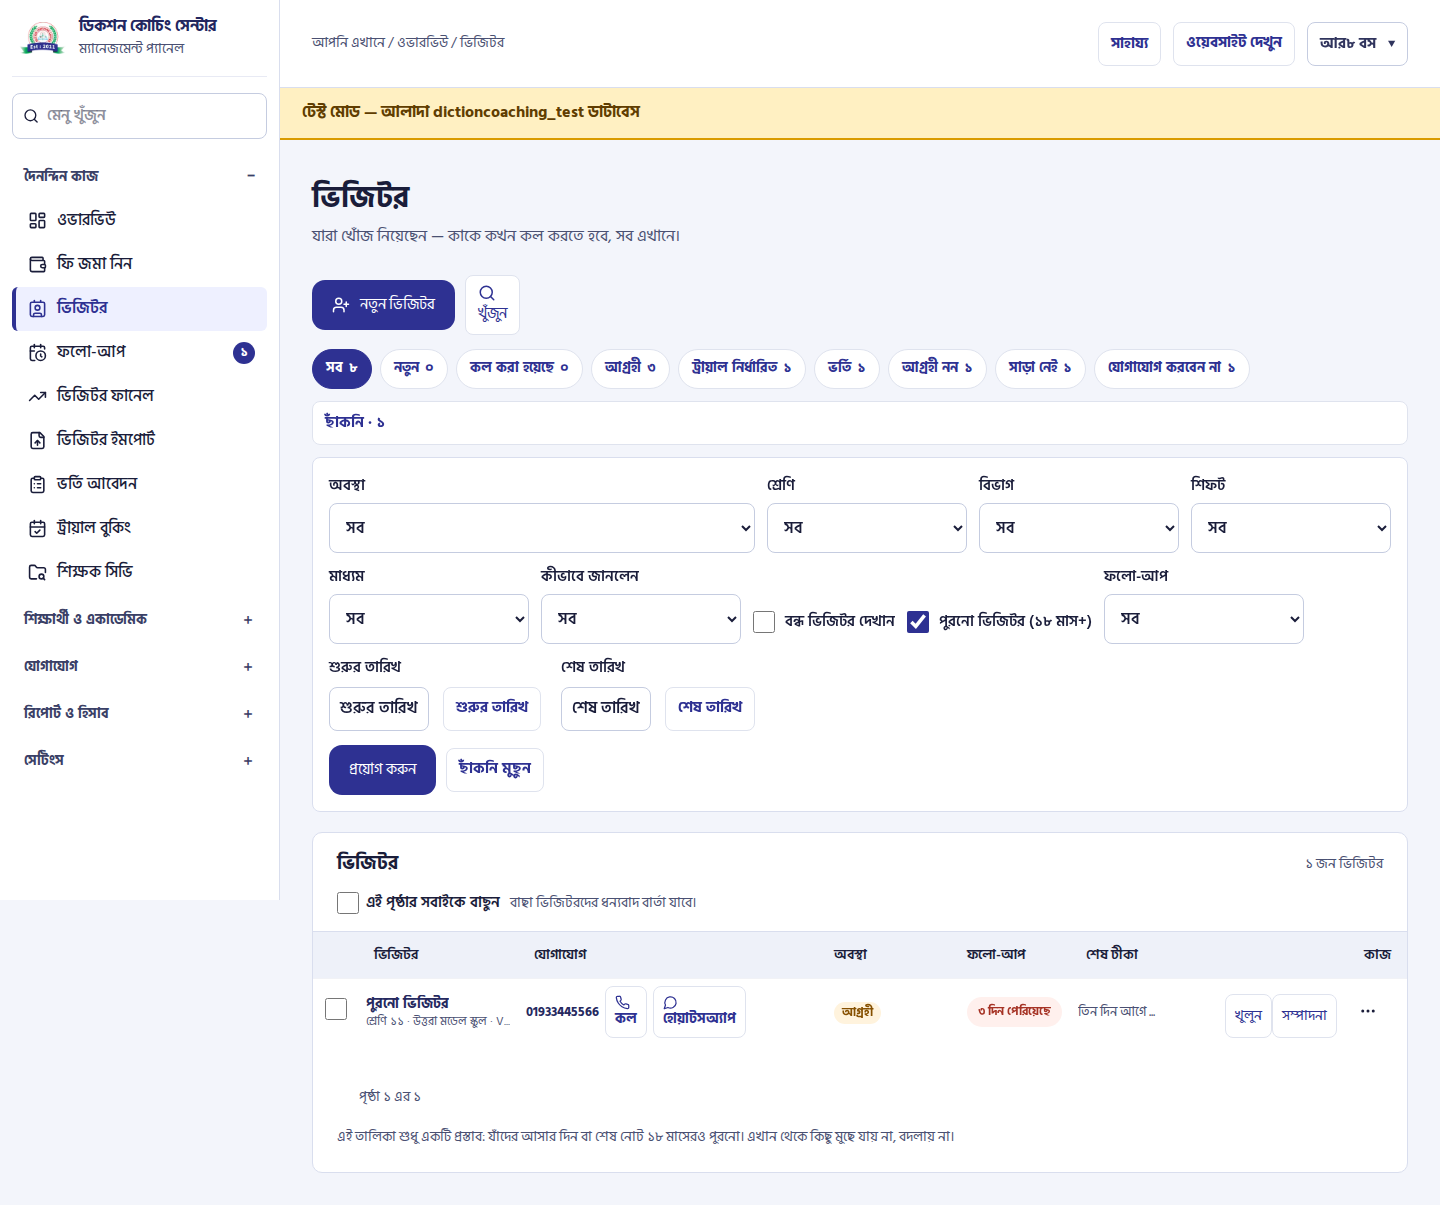 ডিকশন কোচিং সেন্টার
ম্যানেজমেন্ট প্যানেল
Est : 2011
আপনি এখানে / ওভারভিউ / ভিজিটর
সাহায্য
ওয়েবসাইট দেখুন
আর৮ বস ▾
মেনু খুঁজুন
টেস্ট মোড — আলাদা dictioncoaching_test ডাটাবেস
দৈনন্দিন কাজ −
ওভারভিউ
ফি জমা নিন
ভিজিটর
ফলো-আপ ১
ভিজিটর ফানেল
ভিজিটর ইমপোর্ট
ভর্তি আবেদন
ট্রায়াল বুকিং
শিক্ষক সিভি
শিক্ষার্থী ও একাডেমিক +
যোগাযোগ +
রিপোর্ট ও হিসাব +
সেটিংস +
ভিজিটর
যারা খোঁজ নিয়েছেন — কাকে কখন কল করতে হবে, সব এখানে।
নতুন ভিজিটর
খুঁজুন
সব ৮
নতুন ০
কল করা হয়েছে ০
আগ্রহী ৩
ট্রায়াল নির্ধারিত ১
ভর্তি ১
আগ্রহী নন ১
সাড়া নেই ১
যোগাযোগ করবেন না ১
ছাঁকনি · ১
অবস্থা শ্রেণি বিভাগ শিফট
সব সব সব সব
মাধ্যম কীভাবে জানলেন ফলো-আপ
সব সব বন্ধ ভিজিটর দেখান পুরনো ভিজিটর (১৮ মাস+) সব
শুরুর তারিখ শেষ তারিখ
শুরুর তারিখ শুরুর তারিখ শেষ তারিখ শেষ তারিখ
প্রয়োগ করুন ছাঁকনি মুছুন
ভিজিটর ১ জন ভিজিটর
এই পৃষ্ঠার সবাইকে বাছুন বাছা ভিজিটরদের ধন্যবাদ বার্তা যাবে।
ভিজিটর যোগাযোগ অবস্থা ফলো-আপ শেষ টীকা কাজ
পুরনো ভিজিটর
শ্রেণি ১১ · উত্তরা মডেল স্কুল · V...
01933445566
কল
হোয়াটসঅ্যাপ
আগ্রহী
৩ দিন পেরিয়েছে
তিন দিন আগে ...
খুলুন
সম্পাদনা
...
পৃষ্ঠা ১ এর ১
এই তালিকা শুধু একটি প্রস্তাব: যাঁদের আসার দিন বা শেষ নোট ১৮ মাসেরও পুরনো। এখান থেকে কিছু মুছে যায় না, বদলায় না।